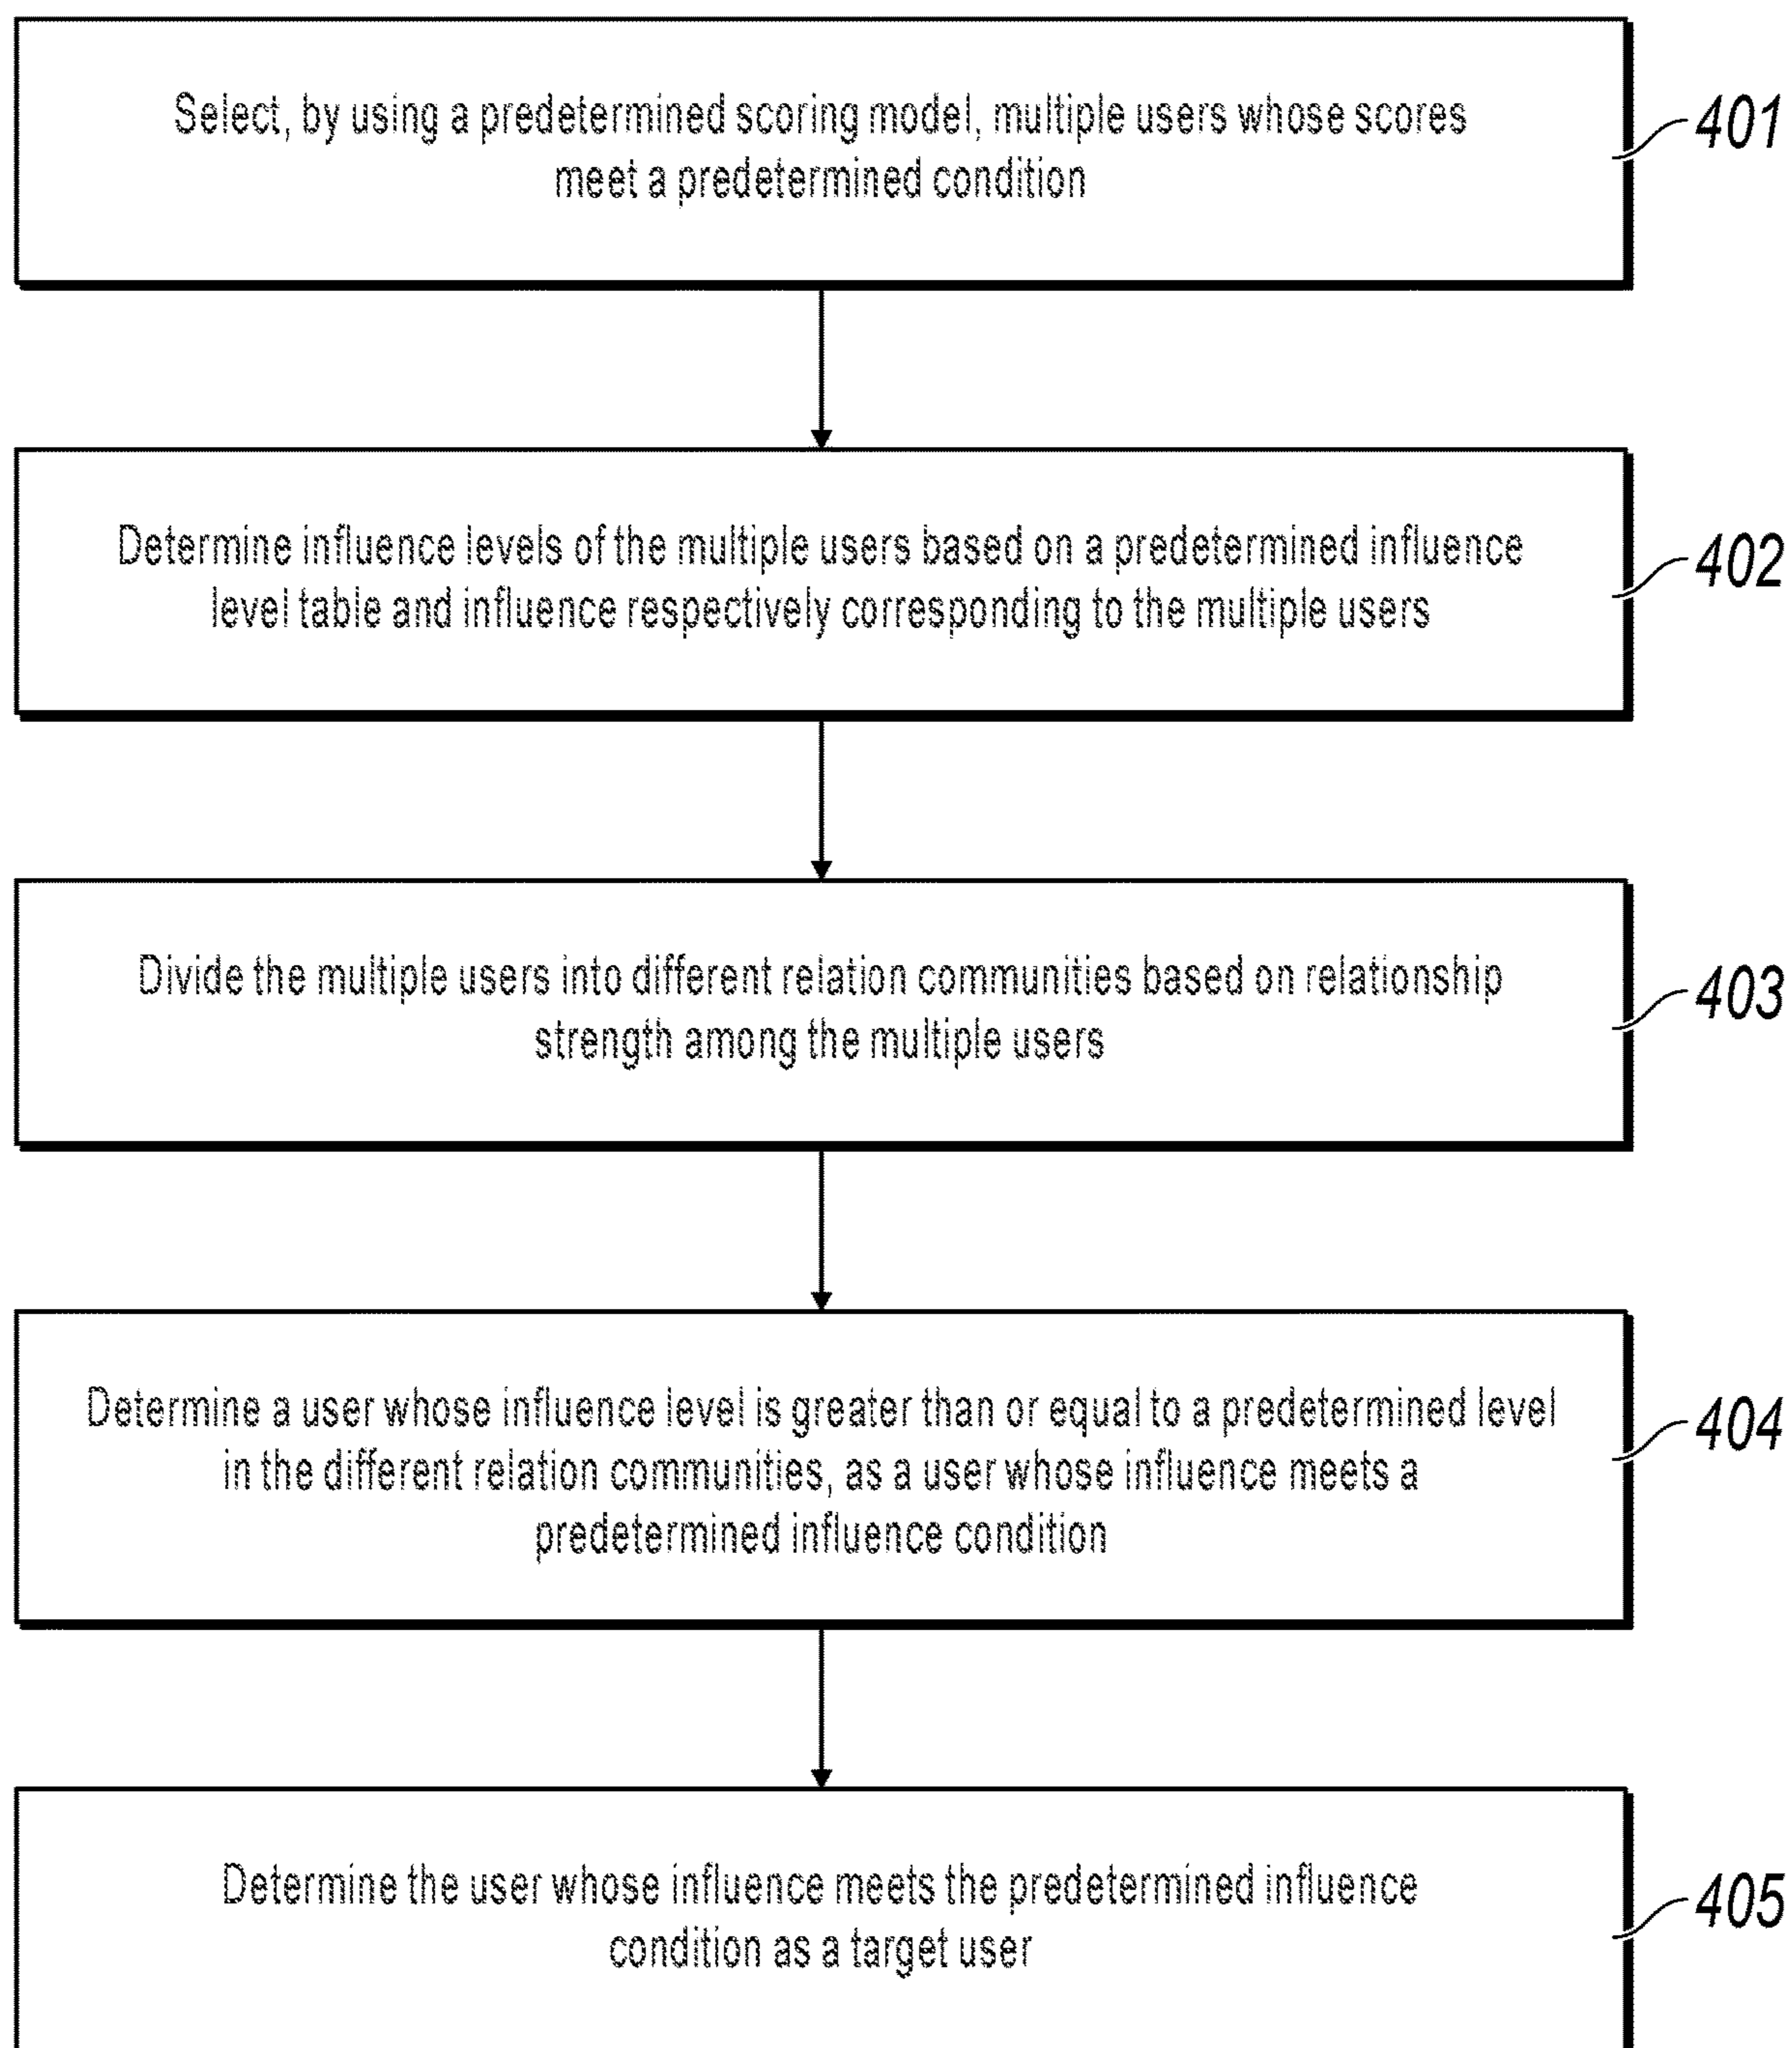 Select, by using a predetermined scoring model, multiple users whose scores
meet a predetermined condition
401
Determine influence levels of the multiple users based on a predetermined influence
level table and influence respectively corresponding to the multiple users
402
Divide the multiple users into different relation communities based on relationship
strength among the multiple users
403
Determine a user whose influence level is greater than or equal to a predetermined level
in the different relation communities, as a user whose influence meets a
predetermined influence condition
404
Determine the user whose influence meets the predetermined influence
condition as a target user
405